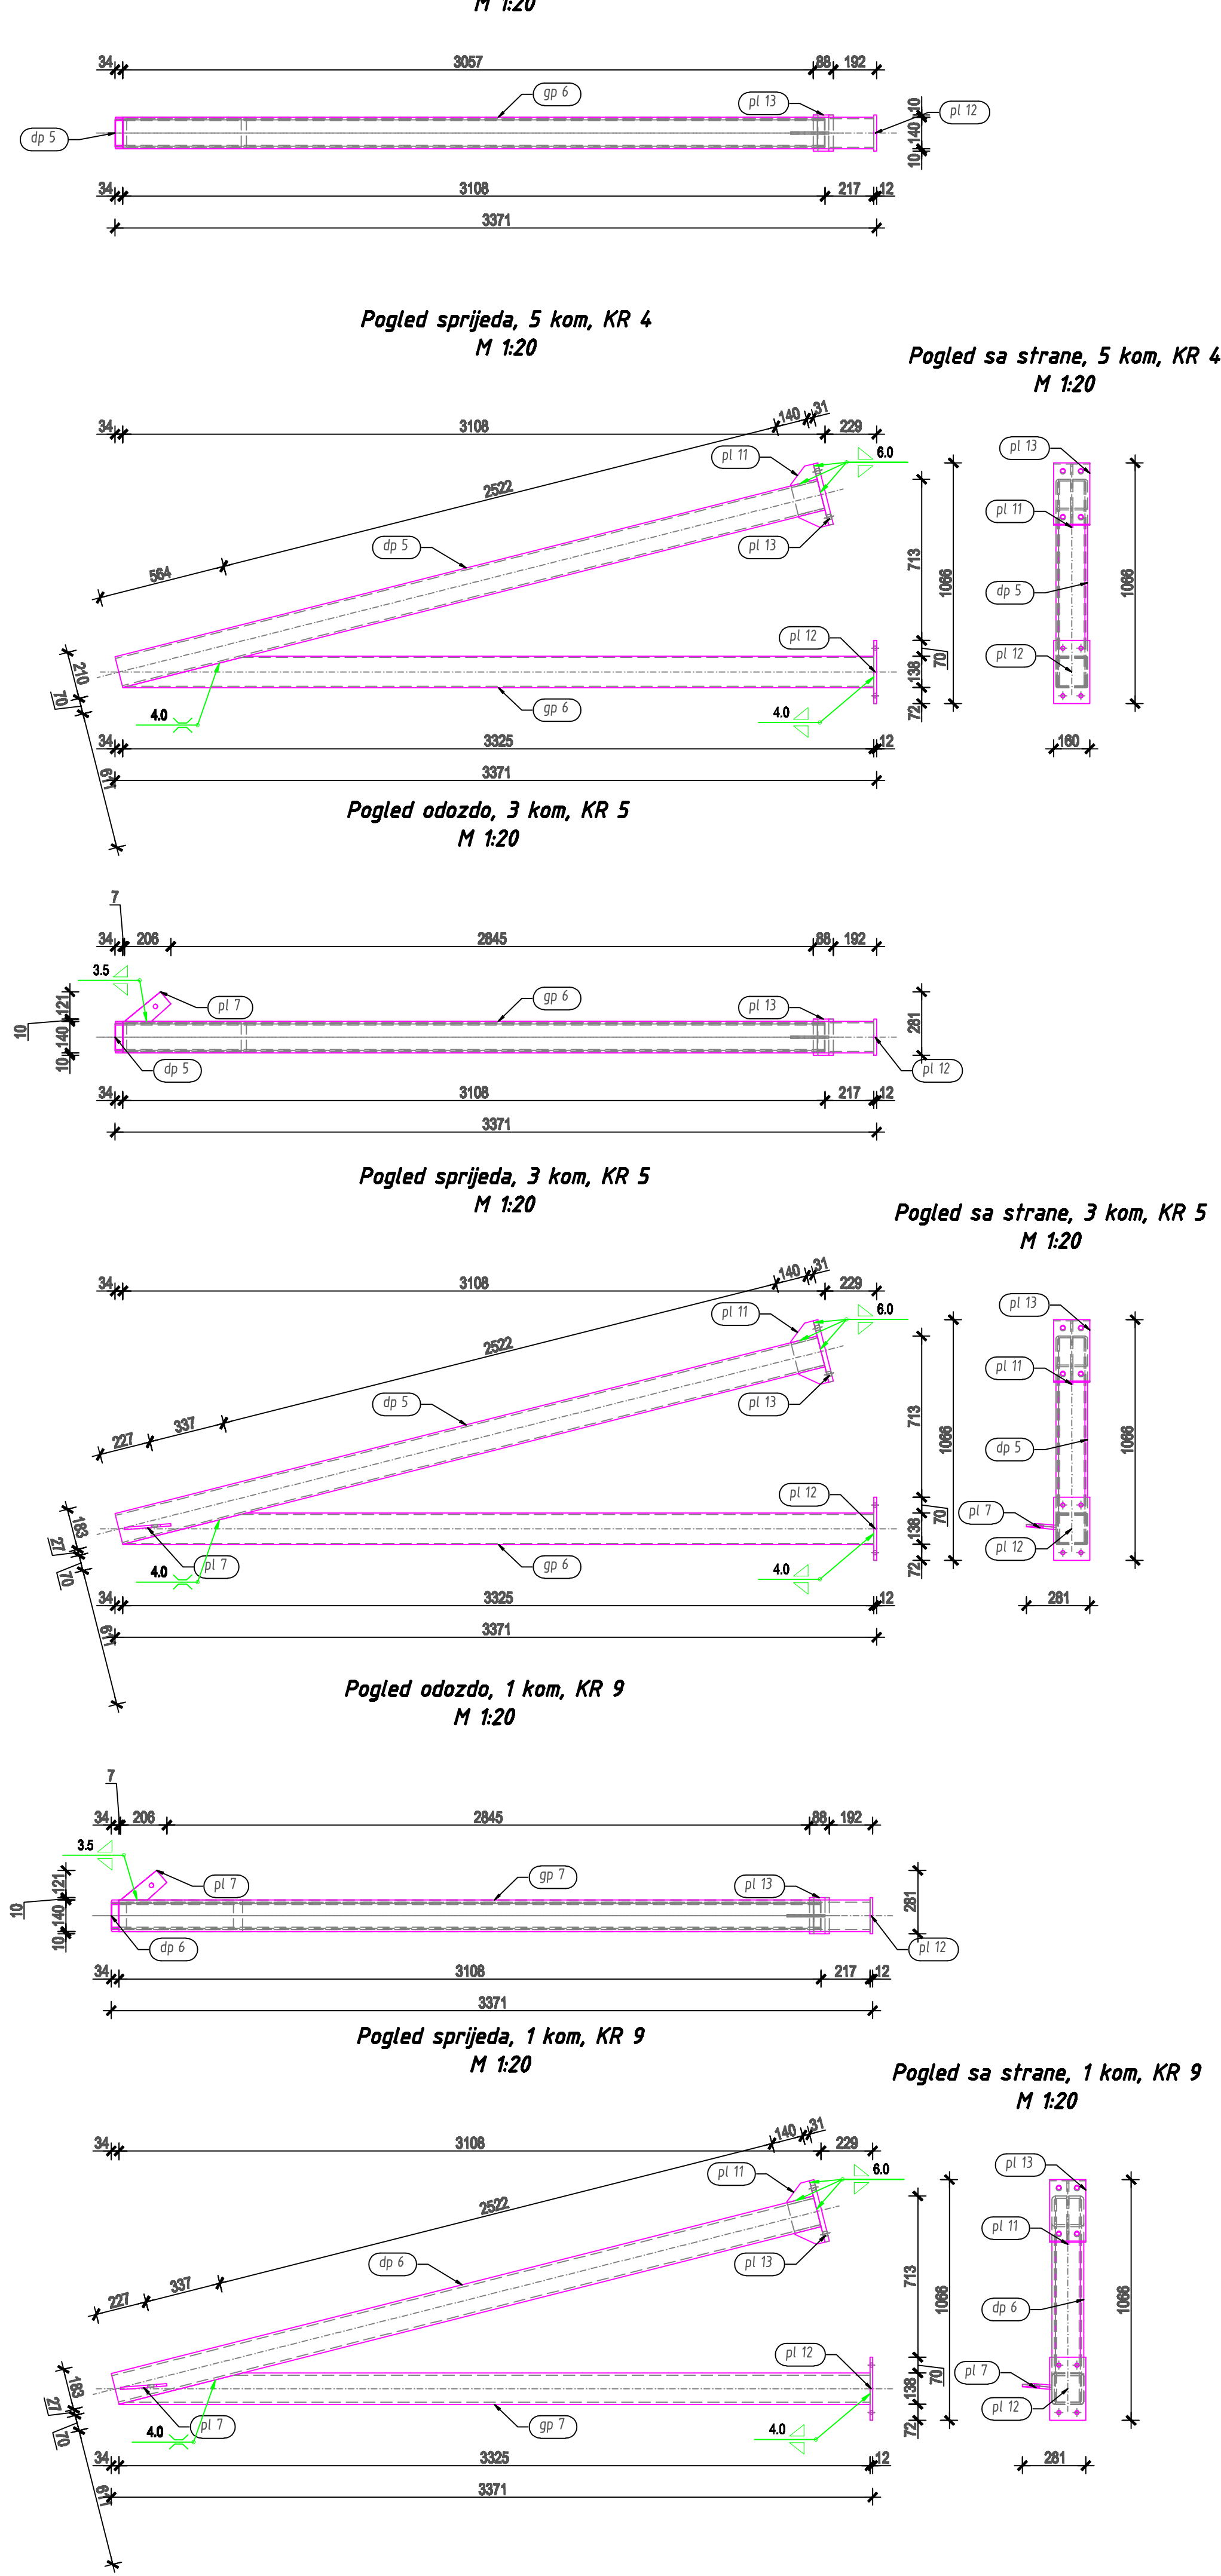 M 1:20
34 3057 88 192
gp 6 pl 13 pl 12
dp 5
10 140 10
34 3108 217 12
3371
Pogled sprijeda, 5 kom, KR 4
M 1:20
Pogled sa strane, 5 kom, KR 4
M 1:20
34 3108 140 31 229
pl 11 6.0 pl 13
2522 pl 11
dp 5 pl 13 713 1066 1066
564 dp 5
pl 12 pl 12
210 70 138 70 72
4.0 gp 6 4.0
34 3325 12 160
3371
671
Pogled odozdo, 3 kom, KR 5
M 1:20
7
34 206 2845 88 192
3.5
pl 7 gp 6 pl 13
121 10 140 10 281
dp 5 pl 12
34 3108 217 12
3371
Pogled sprijeda, 3 kom, KR 5
M 1:20
Pogled sa strane, 3 kom, KR 5
M 1:20
34 3108 140 31 229
pl 11 6.0 pl 13
2522 pl 11
dp 5 pl 13 713 1066 1066
227 337 dp 5
pl 12 pl 7
183 27 70 138 70 72
pl 12
4.0 pl 7 gp 6 4.0
34 3325 12 281
3371
671
Pogled odozdo, 1 kom, KR 9
M 1:20
7
34 206 2845 88 192
3.5
pl 7 gp 7 pl 13
121 10 140 10 281
dp 6 pl 12
34 3108 217 12
3371
Pogled sprijeda, 1 kom, KR 9
M 1:20
Pogled sa strane, 1 kom, KR 9
M 1:20
34 3108 140 31 229
pl 11 6.0 pl 13
2522 pl 11
dp 6 pl 13 713 1066 1066
227 337 dp 6
pl 12 pl 7
183 27 70 138 70 72
pl 12
4.0 pl 7 gp 7 4.0
34 3325 12 281
3371
671